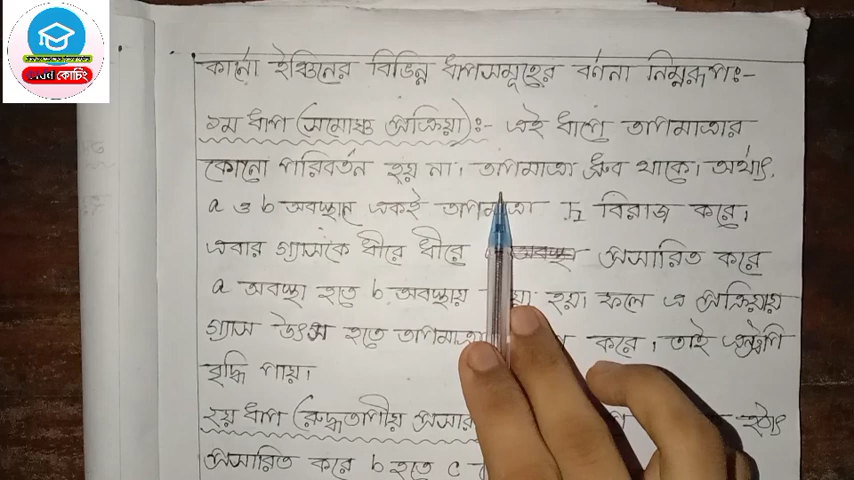 কোচিং
কার্নো ইঞ্জিনের বিভিন্ন ধাপসমূহের বর্ণনা নিম্নরূপঃ-
১ম ধাপ (সমোষ্ণ প্রক্রিয়া):- এই ধাপে তাপমাত্রার
কোনো পরিবর্তন হয় না। তাপমাত্রা ধ্রুব থাকে। অর্থাৎ,
a ও b অবস্থান একই তাপমাত্রা T₁ বিরাজ করে।
এবার গ্যাসকে ধীরে ধীরে প্রসারিত করে
a অবস্থা হতে b অবস্থায় হয়। ফলে এ প্রক্রিয়ায়
গ্যাস উৎস হতে করে। তাই এন্ট্রপি
বৃদ্ধি পায়।
২য় ধাপ (রুদ্ধতাপীয় হঠাৎ
প্রসারিত করে b হতে c